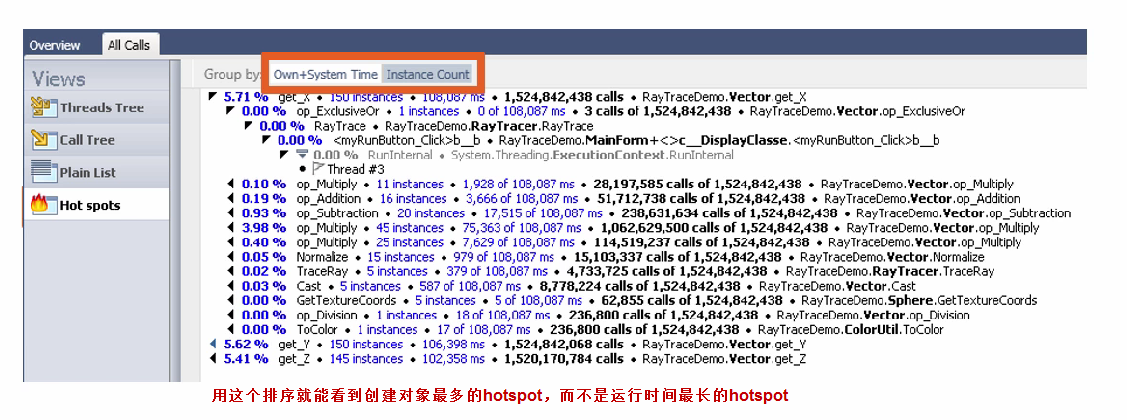 Overview
All Calls
Views
Threads Tree
Call Tree
Plain List
Hot spots
Group by: Own+System Time Instance Count
5.71 % get_X • 150 instances • 108,087 ms • 1,524,842,438 calls • RayTraceDemo.Vector.get_X
0.00 % op_ExclusiveOr • 1 instances • 0 of 108,087 ms • 3 calls of 1,524,842,438 • RayTraceDemo.Vector.op_ExclusiveOr
0.00 % RayTrace • RayTraceDemo.RayTracer.RayTrace
0.00 % <myRunButton_Click>b__b • RayTraceDemo.MainForm+<>c__DisplayClasse.<myRunButton_Click>b__b
0.00 % RunInternal • System.Threading.ExecutionContext.RunInternal
• Thread #3
0.10 % op_Multiply • 11 instances • 1,928 of 108,087 ms • 28,197,585 calls of 1,524,842,438 • RayTraceDemo.Vector.op_Multiply
0.19 % op_Addition • 16 instances • 3,666 of 108,087 ms • 51,712,738 calls of 1,524,842,438 • RayTraceDemo.Vector.op_Addition
0.93 % op_Subtraction • 20 instances • 17,515 of 108,087 ms • 238,631,634 calls of 1,524,842,438 • RayTraceDemo.Vector.op_Subtraction
3.98 % op_Multiply • 45 instances • 75,363 of 108,087 ms • 1,062,629,500 calls of 1,524,842,438 • RayTraceDemo.Vector.op_Multiply
0.40 % op_Multiply • 25 instances • 7,629 of 108,087 ms • 114,519,237 calls of 1,524,842,438 • RayTraceDemo.Vector.op_Multiply
0.05 % Normalize • 15 instances • 979 of 108,087 ms • 15,103,337 calls of 1,524,842,438 • RayTraceDemo.Vector.Normalize
0.02 % TraceRay • 5 instances • 379 of 108,087 ms • 4,733,725 calls of 1,524,842,438 • RayTraceDemo.RayTracer.TraceRay
0.03 % Cast • 5 instances • 587 of 108,087 ms • 8,778,224 calls of 1,524,842,438 • RayTraceDemo.Vector.Cast
0.00 % GetTextureCoords • 5 instances • 5 of 108,087 ms • 62,855 calls of 1,524,842,438 • RayTraceDemo.Sphere.GetTextureCoords
0.00 % op_Division • 1 instances • 18 of 108,087 ms • 236,800 calls of 1,524,842,438 • RayTraceDemo.Vector.op_Division
0.00 % ToColor • 1 instances • 17 of 108,087 ms • 236,800 calls of 1,524,842,438 • RayTraceDemo.ColorUtil.ToColor
5.62 % get_Y • 150 instances • 106,398 ms • 1,524,842,068 calls • RayTraceDemo.Vector.get_Y
5.41 % get_Z • 145 instances • 102,358 ms • 1,520,170,784 calls • RayTraceDemo.Vector.get_Z
用这个排序就能看到创建对象最多的hotspot，而不是运行时间最长的hotspot